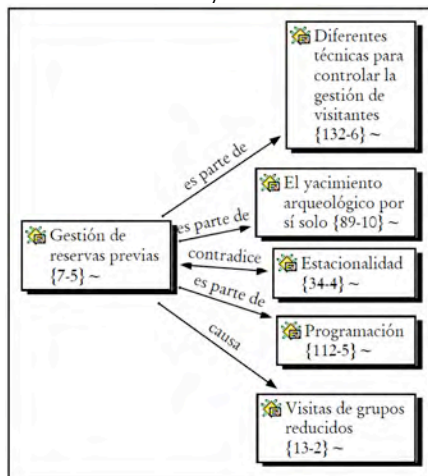 Diferentes
técnicas para
controlar la
gestión de
visitantes
{132-6} ~
es parte de
El yacimiento
arqueológico por
sí solo {89-10} ~
es parte de
Gestión de
reservas previas
{7-5} ~
contradice
Estacionalidad
{34-4} ~
es parte de
Programación
{112-5} ~
causa
Visitas de grupos
reducidos
{13-2} ~